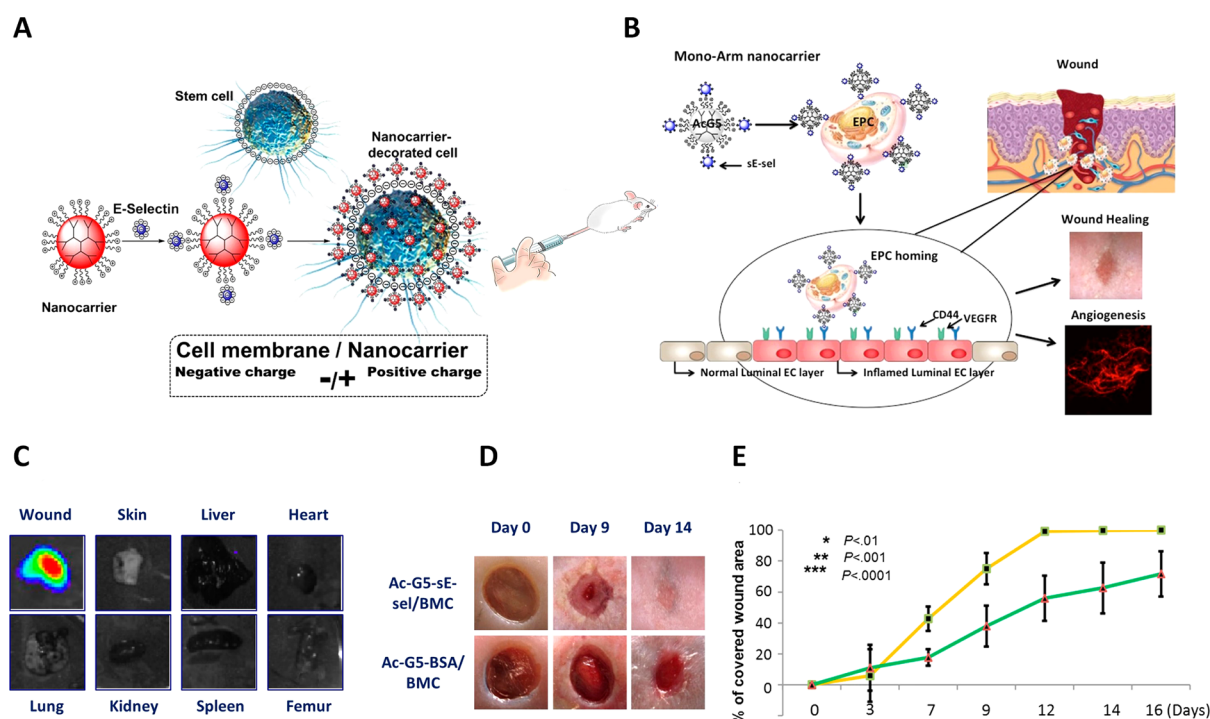 A
Stem cell
Nanocarrier-
decorated cell
E-Selectin
Nanocarrier
Cell membrane / Nanocarrier
Negative charge -/+ Positive charge
B
Mono-Arm nanocarrier
Wound
AcG5
EPC
sE-sel
Wound Healing
EPC homing
CD44
VEGFR
Angiogenesis
Normal Luminal EC layer
Inflamed Luminal EC layer
C
Wound Skin Liver Heart
Lung Kidney Spleen Femur
D
Day 0 Day 9 Day 14
Ac-G5-sE-
sel/BMC
Ac-G5-BSA/
BMC
E
% of covered wound area
100
80
60
40
20
0
* P<.01
** P<.001
*** P<.0001
0 3 7 9 12 14 16 (Days)